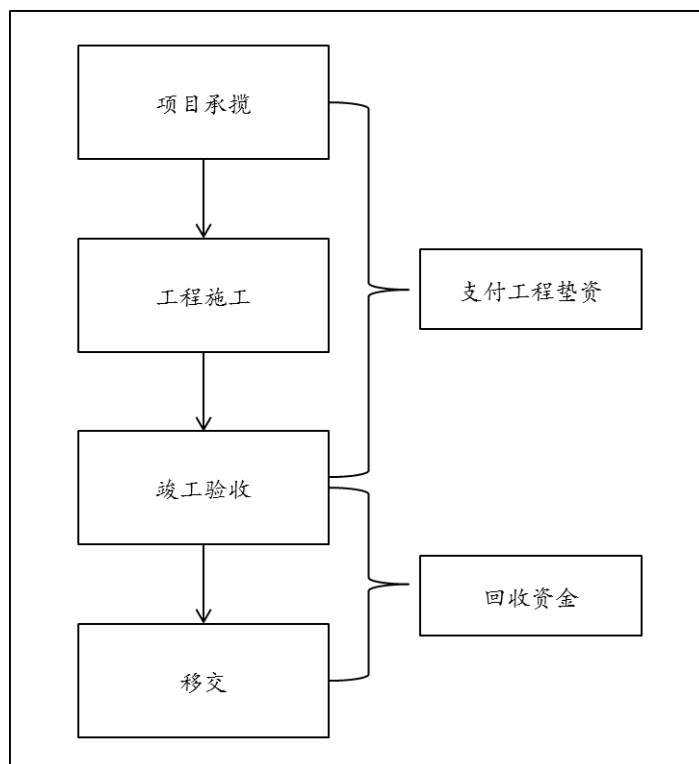 项目承揽
工程施工
支付工程垫资
竣工验收
回收资金
移交